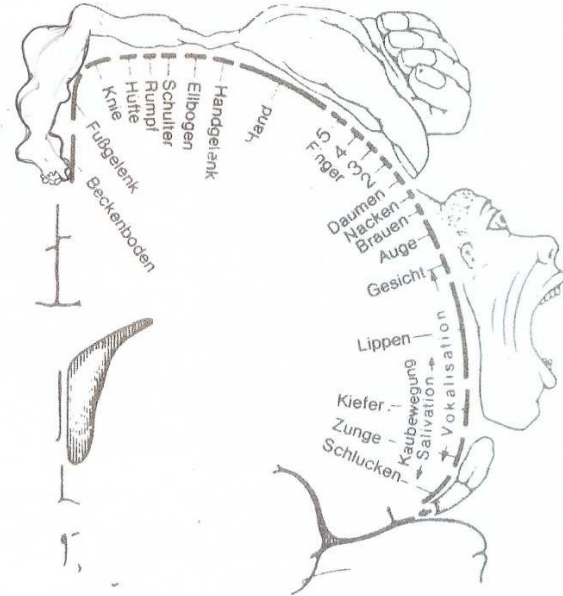 Beckenboden
Fußgelenk
Knie
Hüfte
Rumpf
Schulter
Ellbogen
Handgelenk
Hand
5
4
3
2
Finger
Daumen
Nacken
Brauen
Auge
Gesicht
Lippen
Kiefer
Zunge
Schlucken
Kaubewegung
Salivation
Vokalisation